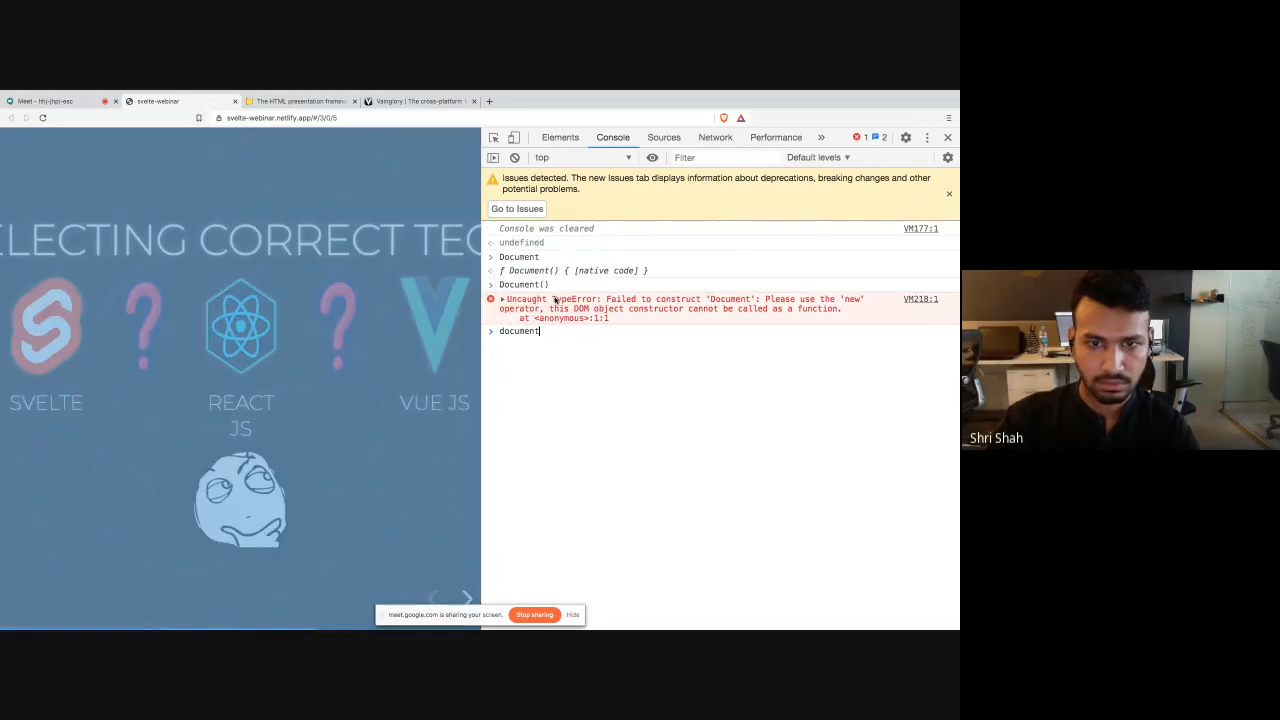 Meet - hhj-jhpi-esc
svelte-webinar
The HTML presentation framew
Vainglory | The cross-platform
svelte-webinar.netlify.app/#/3/0/5
Elements
Console
Sources
Network
Performance
»
1
2
top
Filter
Default levels
Issues detected. The new Issues tab displays information about deprecations, breaking changes and other
potential problems.
Go to Issues
Console was cleared
VM177:1
undefined
Document
ƒ Document() { [native code] }
Document()
Uncaught TypeError: Failed to construct 'Document': Please use the 'new'
VM218:1
operator, this DOM object constructor cannot be called as a function.
at <anonymous>:1:1
document
ELECTING CORRECT TEC
? ?
SVELTE
REACT
JS
VUE JS
meet.google.com is sharing your screen.
Stop sharing
Hide
Shri Shah